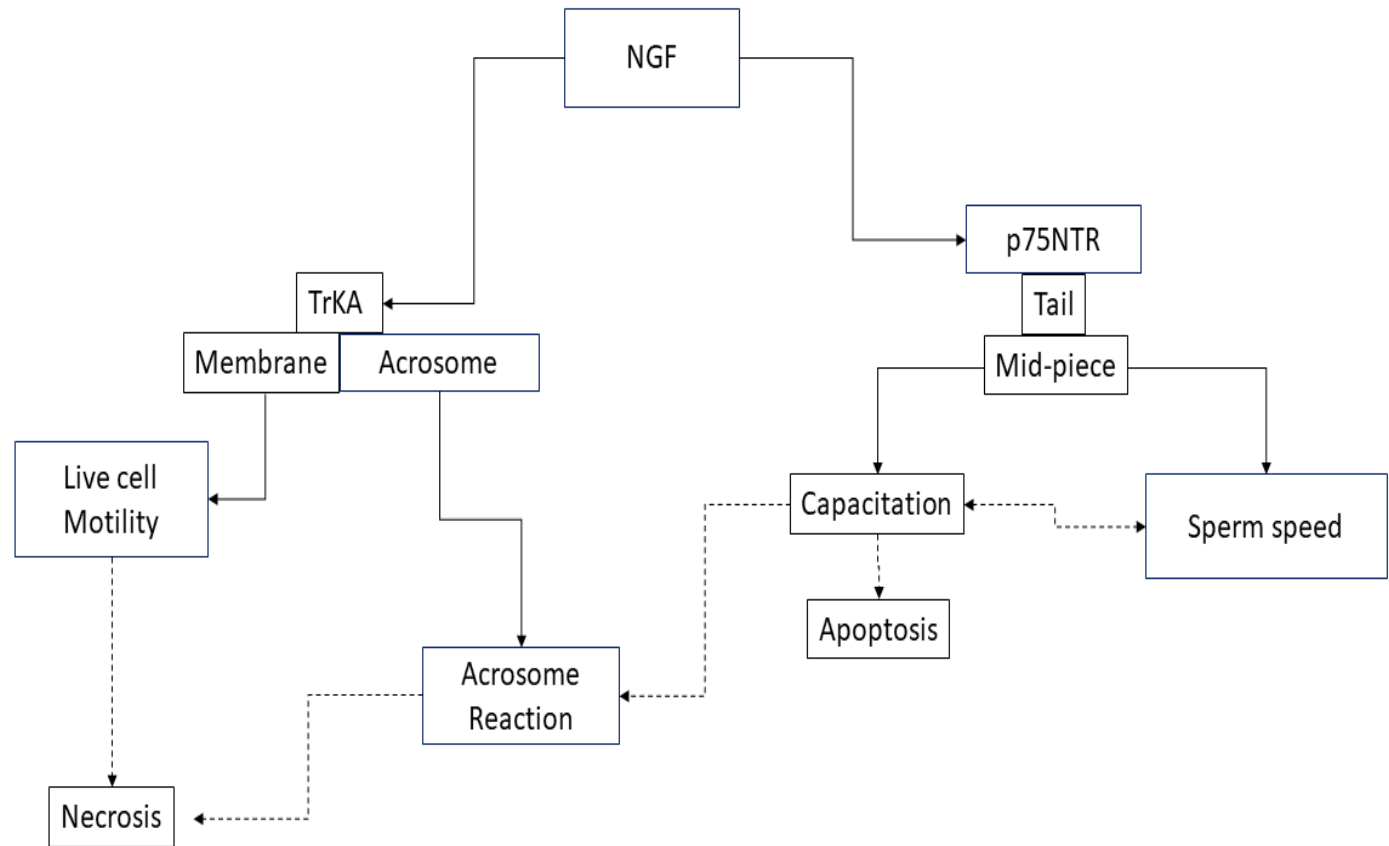 NGF
p75NTR
TrKA
Tail
Membrane
Acrosome
Mid-piece
Live cell
Motility
Capacitation
Sperm speed
Apoptosis
Acrosome
Reaction
Necrosis